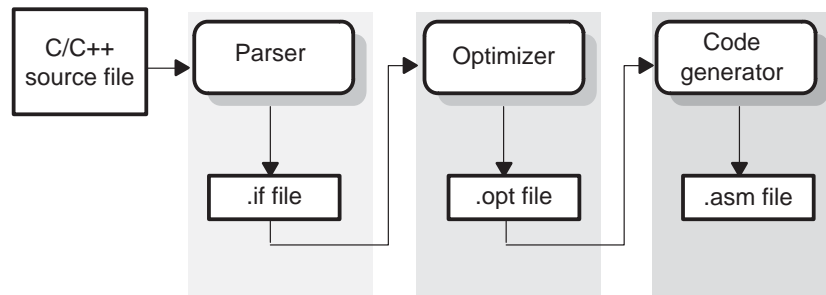 C/C++
source file
Parser
Optimizer
Code
generator
.if file
.opt file
.asm file